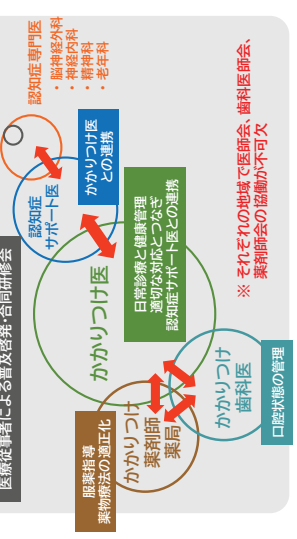 医療従事者による普及啓発・合同研修会
認知症専門医
・脳神経外科
・神経内科
・精神科
・老年科
認知症
サポート医
かかりつけ医
との連携
かかりつけ医
日常診療と健康管理
適切な対応とつなぎ
認知症サポート医との連携
服薬指導
薬物療法の適正化
かかりつけ
薬剤師
薬局
かかりつけ
歯科医
口腔状態の管理
※ それぞれの地域で医師会、歯科医師会、
薬剤師会の協働が不可欠